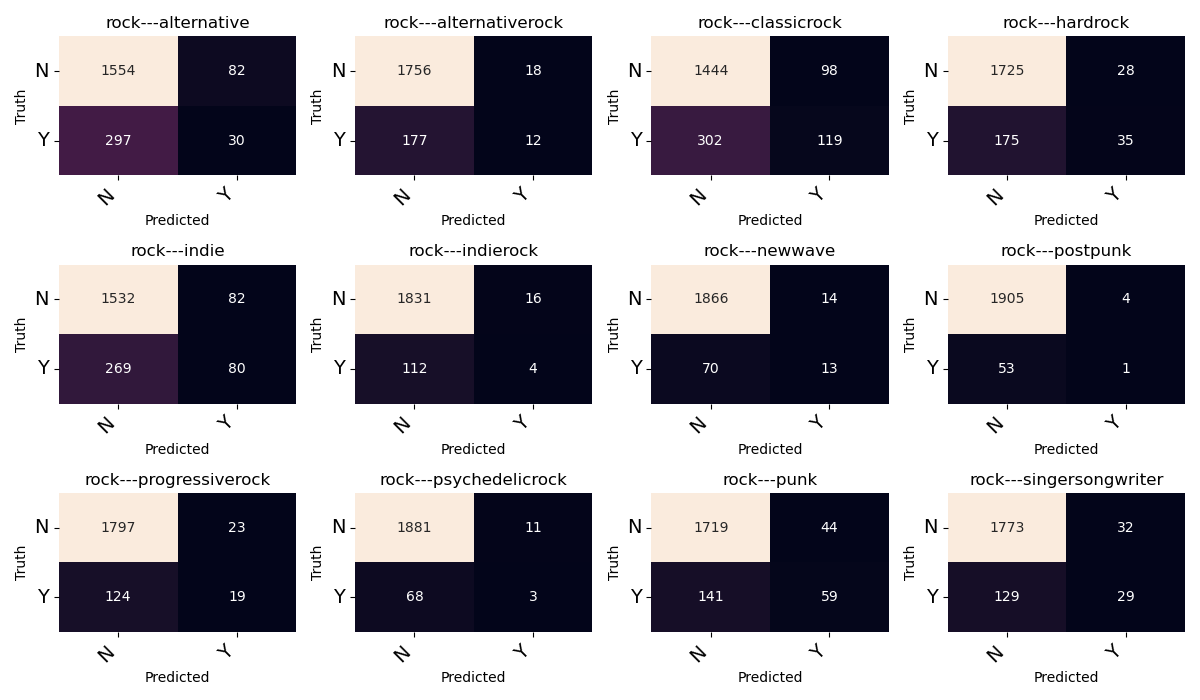 rock---alternative
rock---alternativerock
rock---classicrock
rock---hardrock
N
1554
82
N
1756
18
N
1444
98
N
1725
28
Truth
Truth
Truth
Truth
Y
297
30
Y
177
12
Y
302
119
Y
175
35
N
Y
N
Y
N
Y
N
Y
Predicted
Predicted
Predicted
Predicted
rock---indie
rock---indierock
rock---newwave
rock---postpunk
N
1532
82
N
1831
16
N
1866
14
N
1905
4
Truth
Truth
Truth
Truth
Y
269
80
Y
112
4
Y
70
13
Y
53
1
N
Y
N
Y
N
Y
N
Y
Predicted
Predicted
Predicted
Predicted
rock---progressiverock
rock---psychedelicrock
rock---punk
rock---singersongwriter
N
1797
23
N
1881
11
N
1719
44
N
1773
32
Truth
Truth
Truth
Truth
Y
124
19
Y
68
3
Y
141
59
Y
129
29
N
Y
N
Y
N
Y
N
Y
Predicted
Predicted
Predicted
Predicted